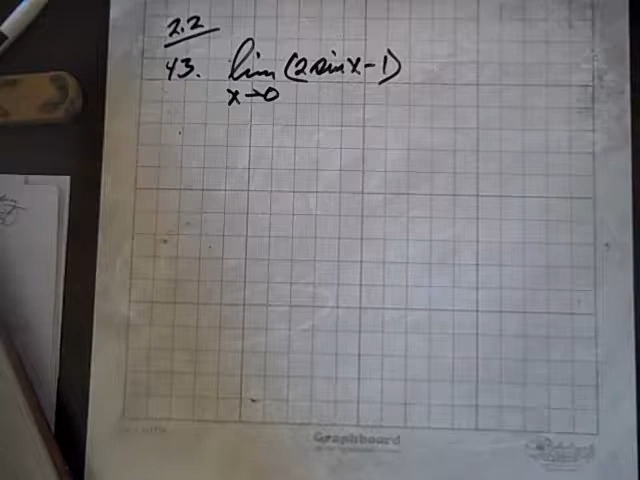 2.2
43. lim (2sinx-1)
x→0
Graphboard